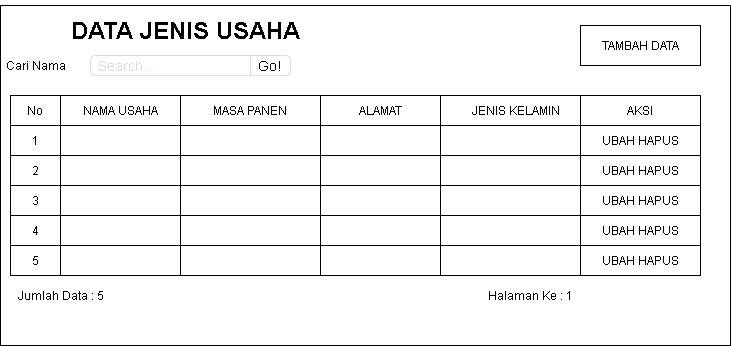 DATA JENIS USAHA
TAMBAH DATA
Cari Nama Search... Go!
No NAMA USAHA MASA PANEN ALAMAT JENIS KELAMIN AKSI
1 UBAH HAPUS
2 UBAH HAPUS
3 UBAH HAPUS
4 UBAH HAPUS
5 UBAH HAPUS
Jumlah Data : 5 Halaman Ke : 1